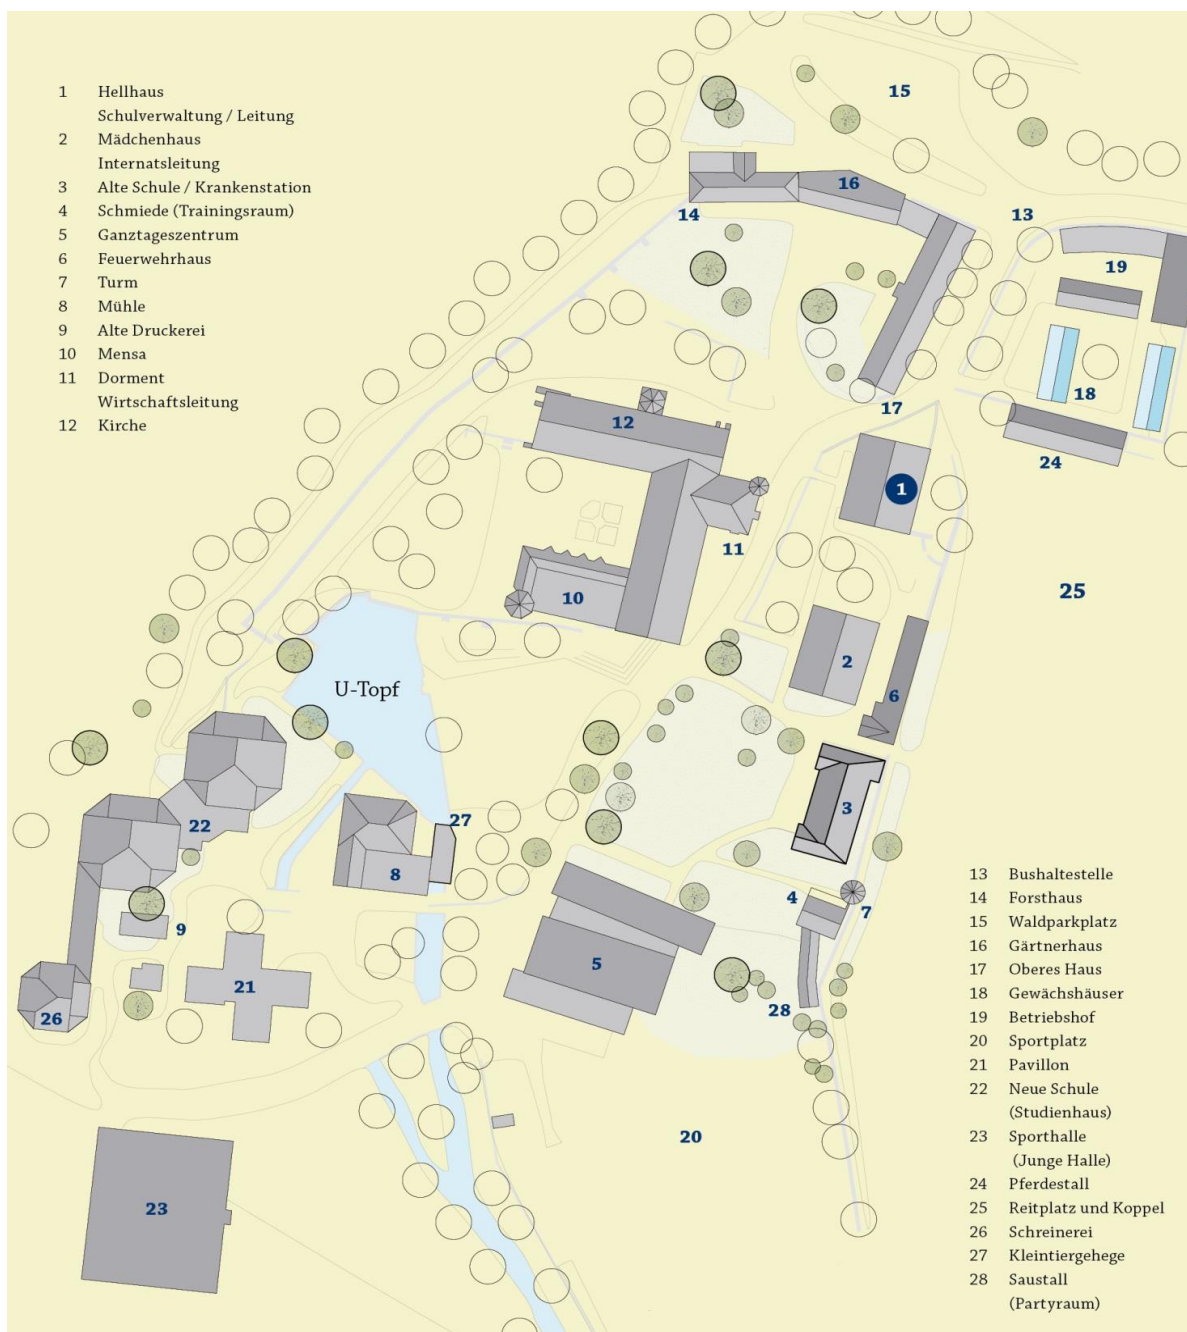 1 Hellhaus
Schulverwaltung / Leitung
2 Mädchenhaus
Internatsleitung
3 Alte Schule / Krankenstation
4 Schmiede (Trainingsraum)
5 Ganztageszentrum
6 Feuerwehrhaus
7 Turm
8 Mühle
9 Alte Druckerei
10 Mensa
11 Dorment
Wirtschaftsleitung
12 Kirche
15
16
14
13
19
18
17
12
24
1
11
25
10
2
U-Topf
6
27
3
22
8
4
7
9
5
21
28
26
20
23
13 Bushaltestelle
14 Forsthaus
15 Waldparkplatz
16 Gärtnerhaus
17 Oberes Haus
18 Gewächshäuser
19 Betriebshof
20 Sportplatz
21 Pavillon
22 Neue Schule
(Studienhaus)
23 Sporthalle
(Junge Halle)
24 Pferdestall
25 Reitplatz und Koppel
26 Schreinerei
27 Kleintiergehege
28 Saustall
(Partyraum)